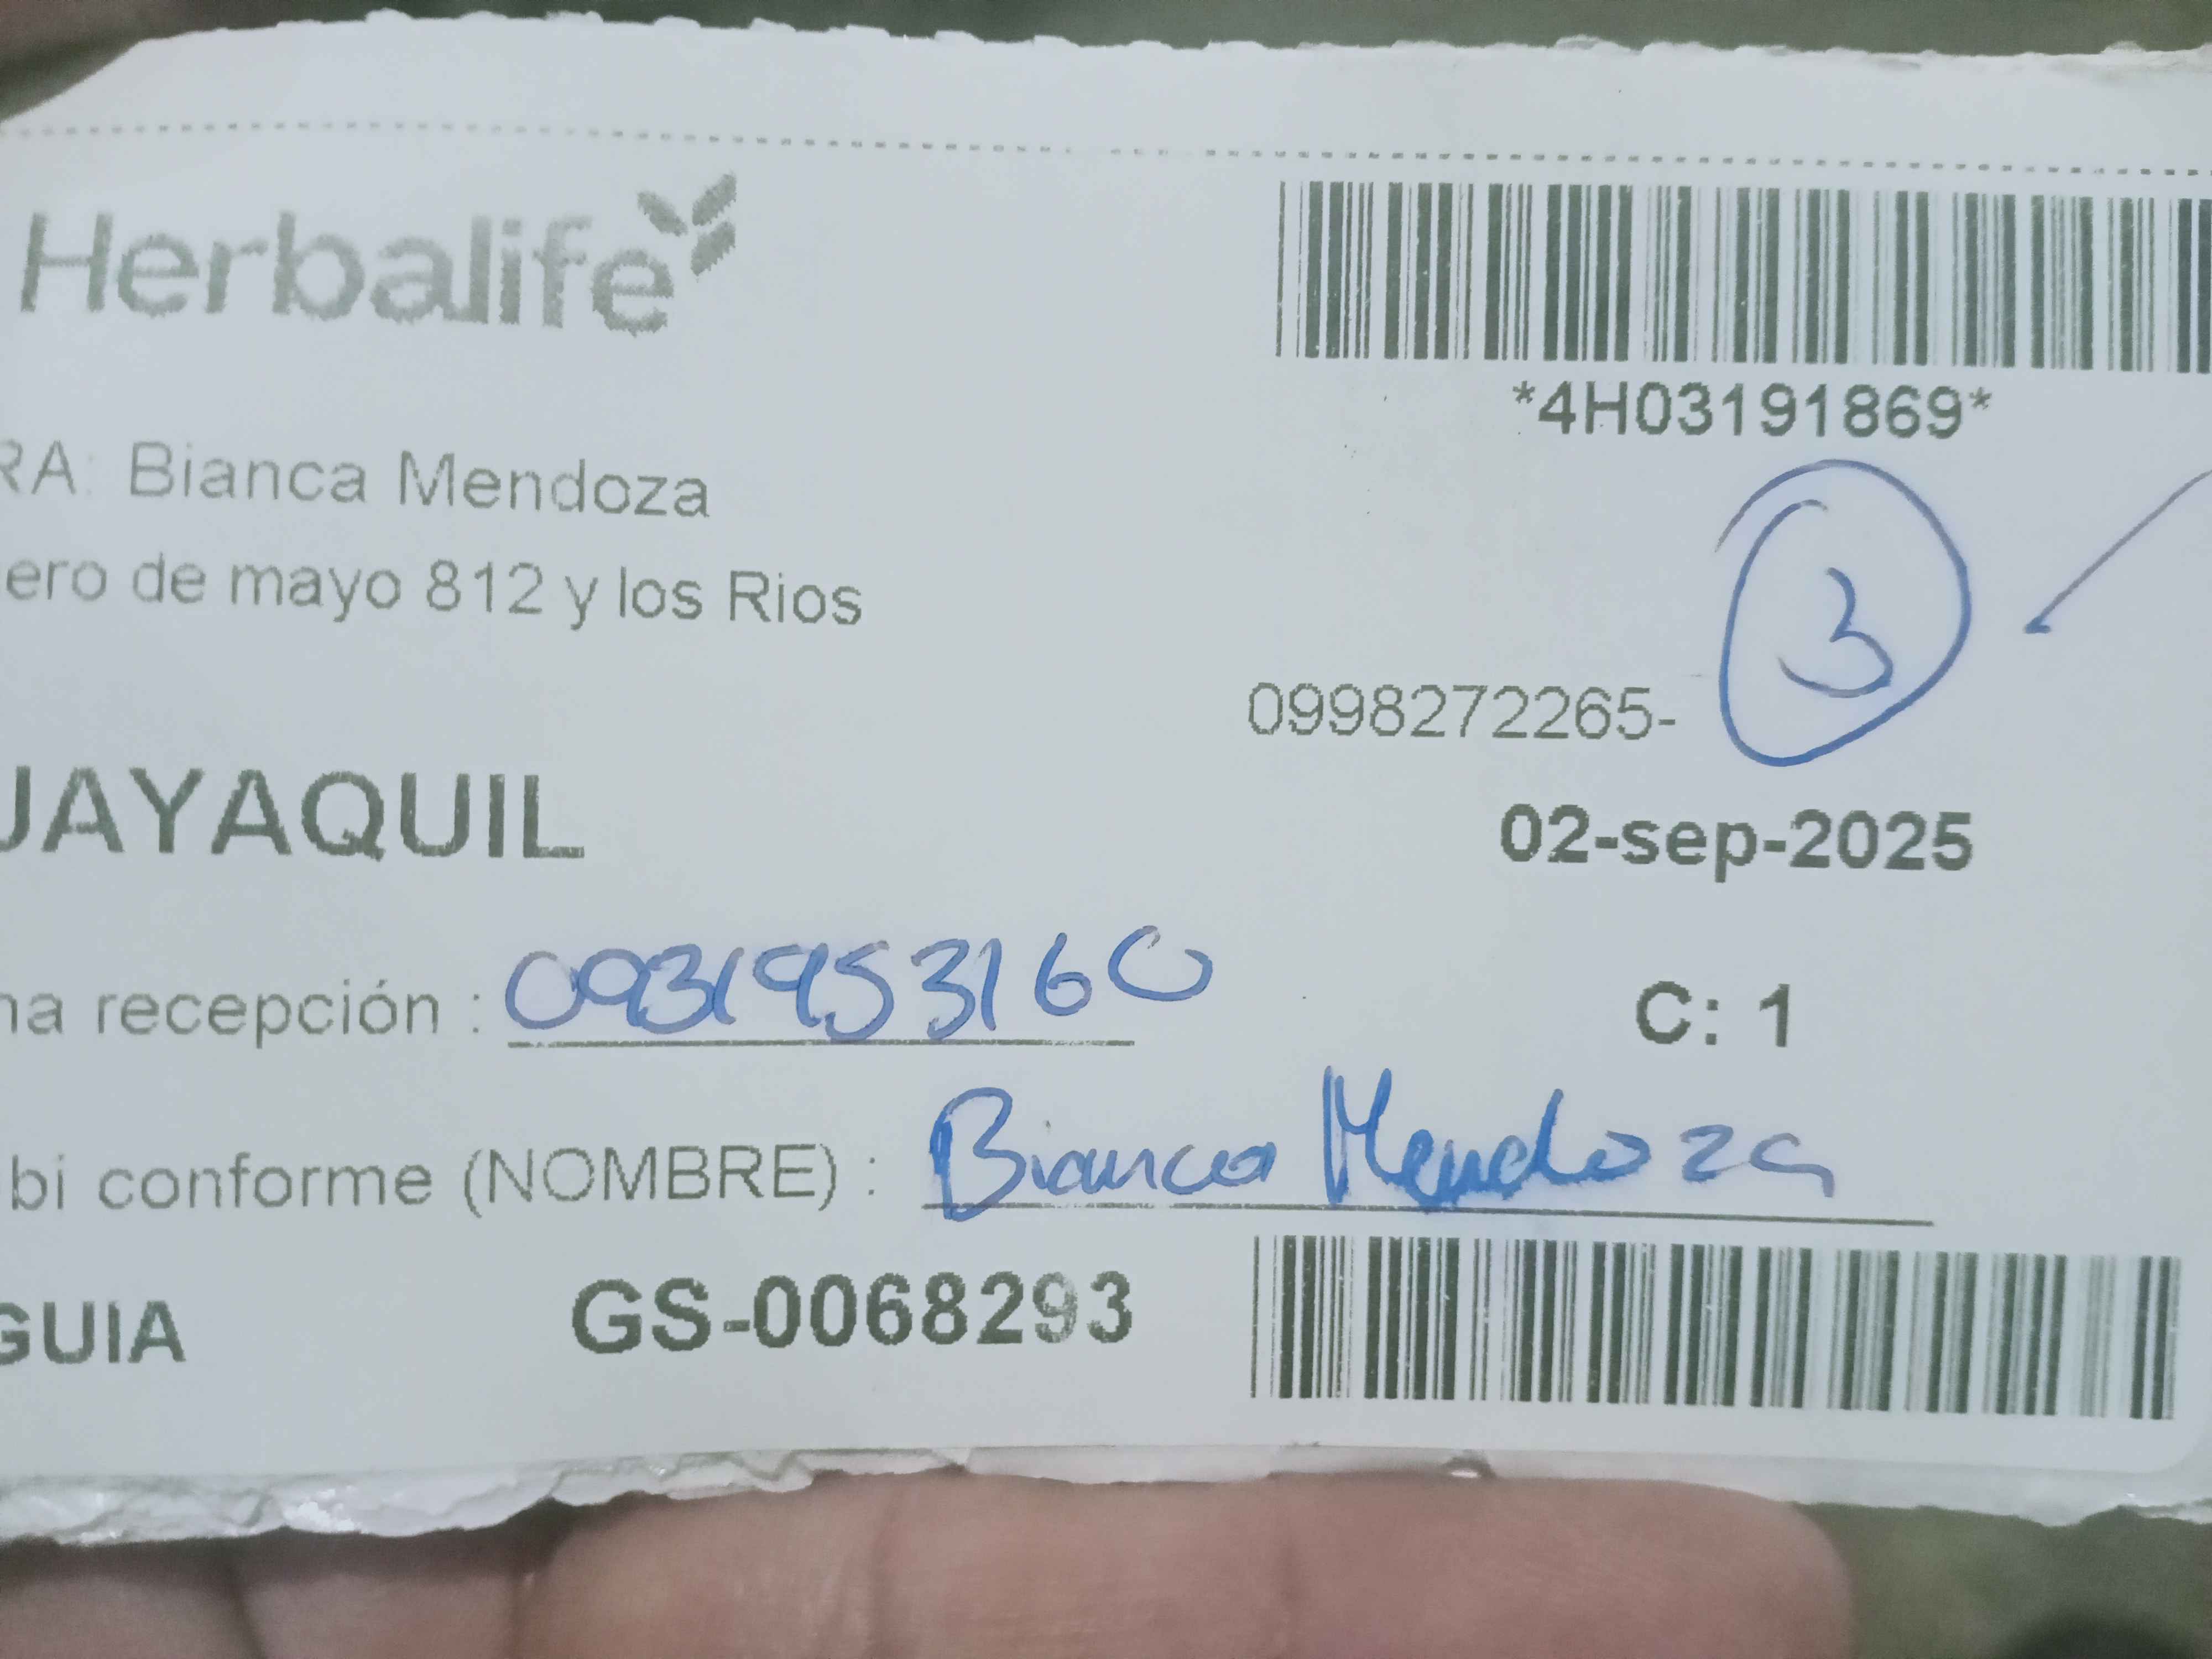 Herbalife
*4H03191869*
RA: Bianca Mendoza
ero de mayo 812 y los Rios
3
0998272265-
UAYAQUIL
02-sep-2025
na recepción : 0931953160
C: 1
bi conforme (NOMBRE) : Bianca Mendoza
GUIA GS-0068293